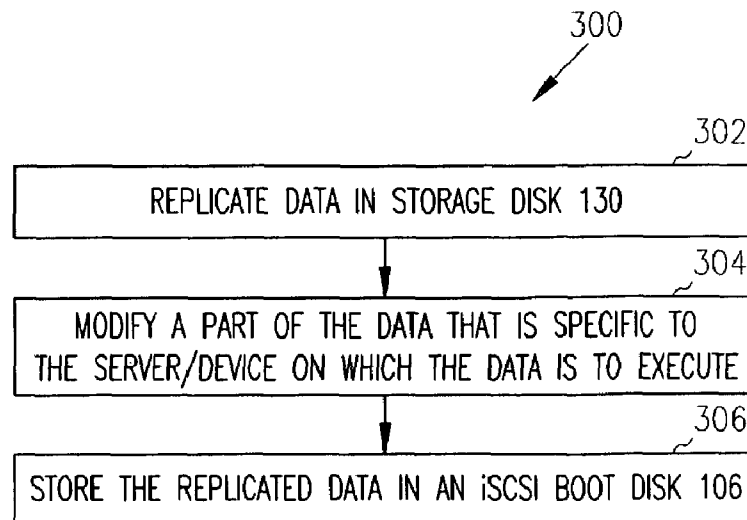 300
302
REPLICATE DATA IN STORAGE DISK 130
304
MODIFY A PART OF THE DATA THAT IS SPECIFIC TO
THE SERVER/DEVICE ON WHICH THE DATA IS TO EXECUTE
306
STORE THE REPLICATED DATA IN AN iSCSI BOOT DISK 106